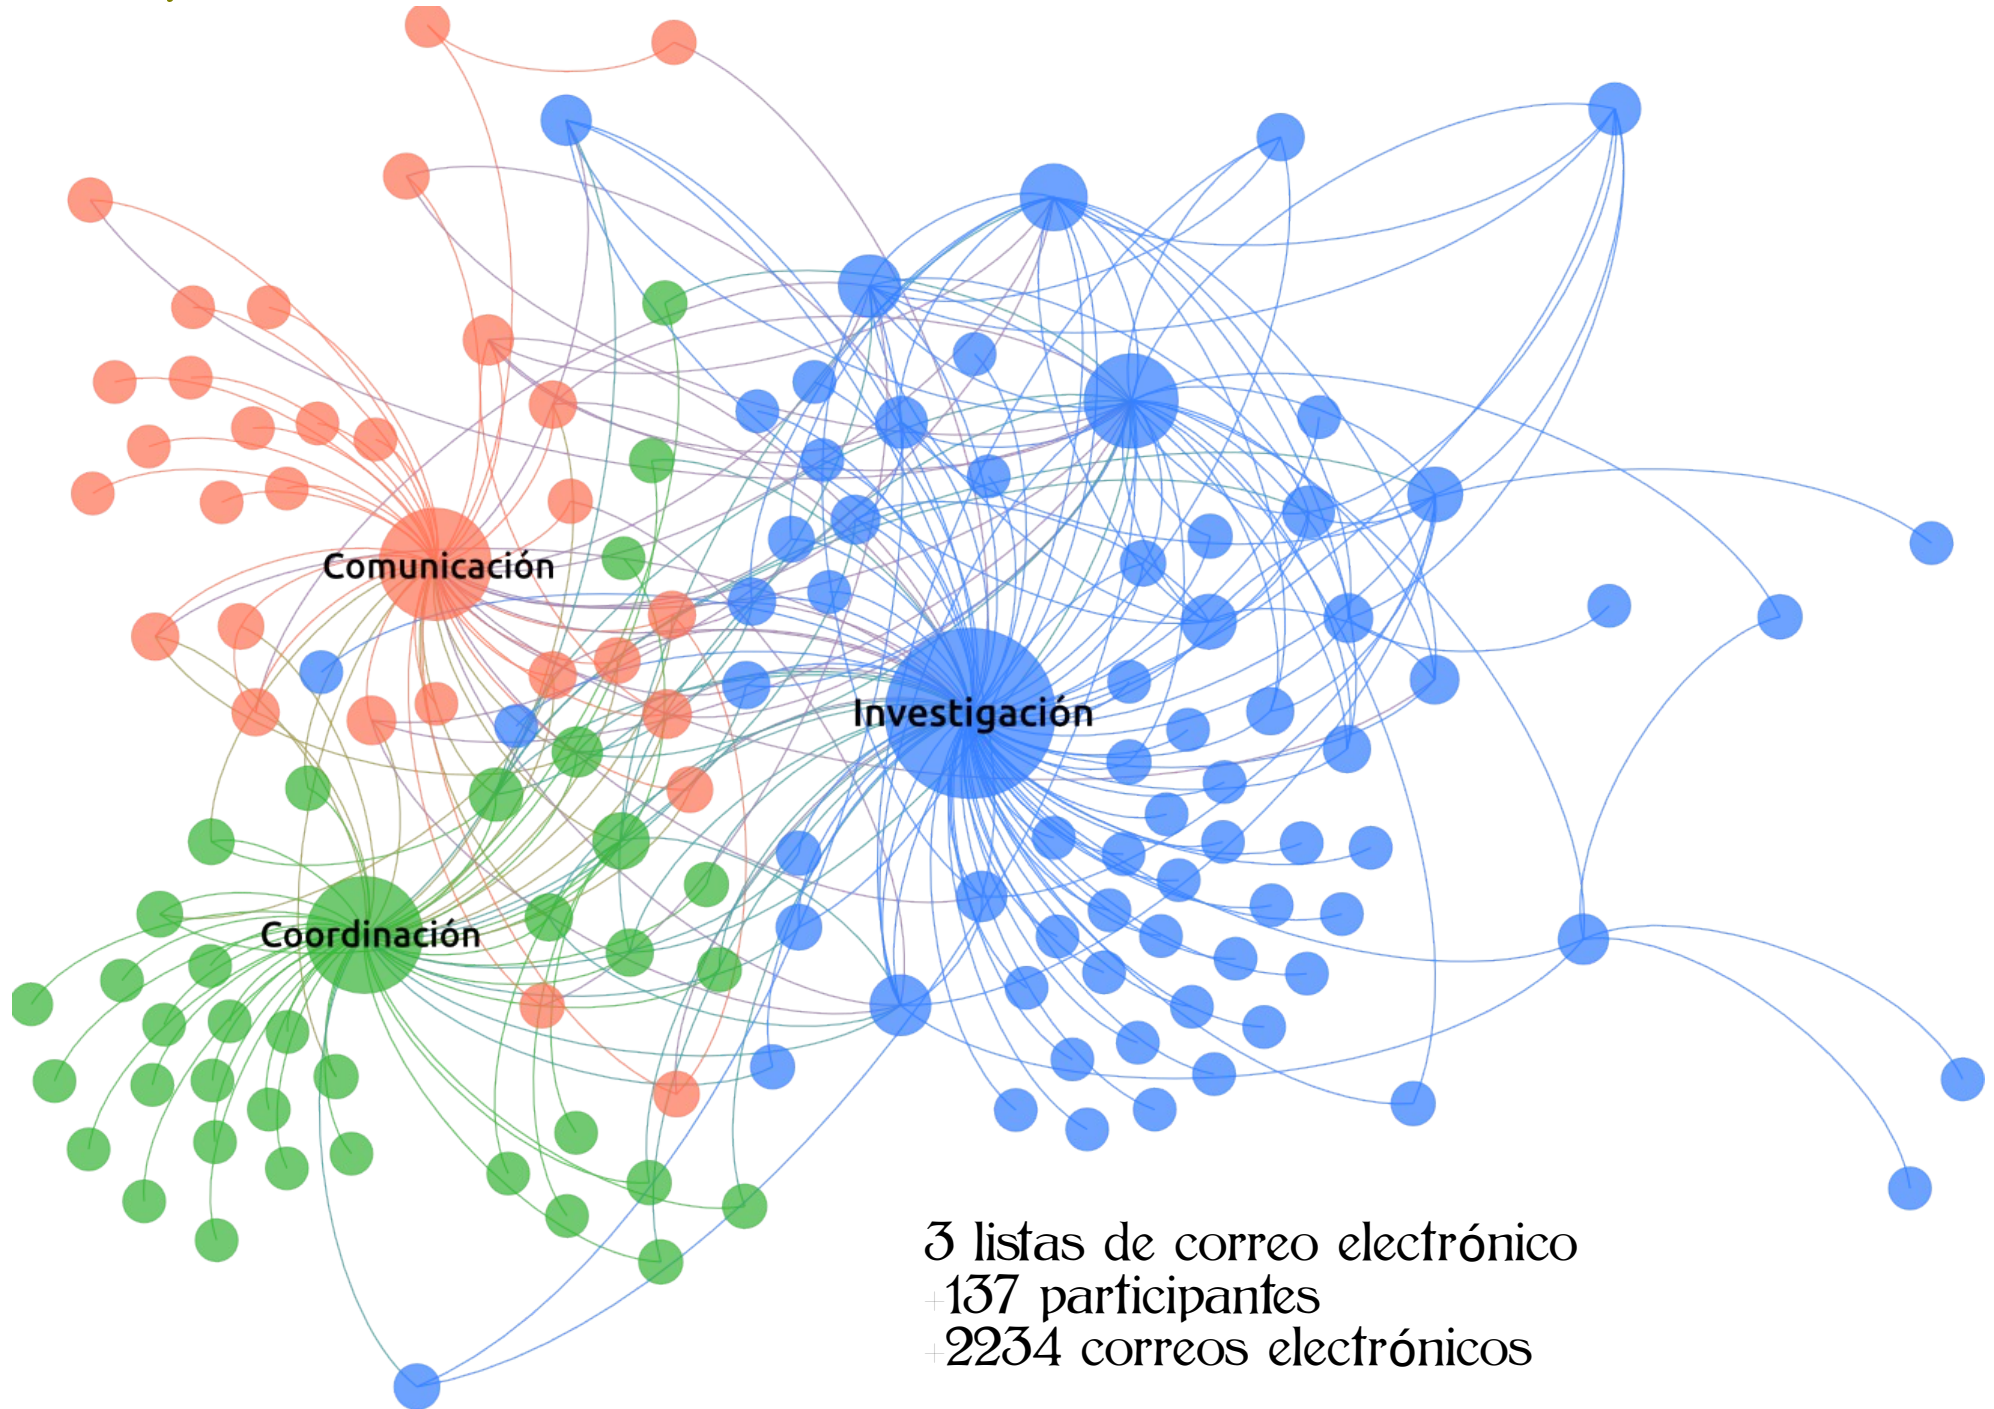 Comunicación
Investigación
Coordinación
3 listas de correo electrónico
+137 participantes
+2234 correos electrónicos